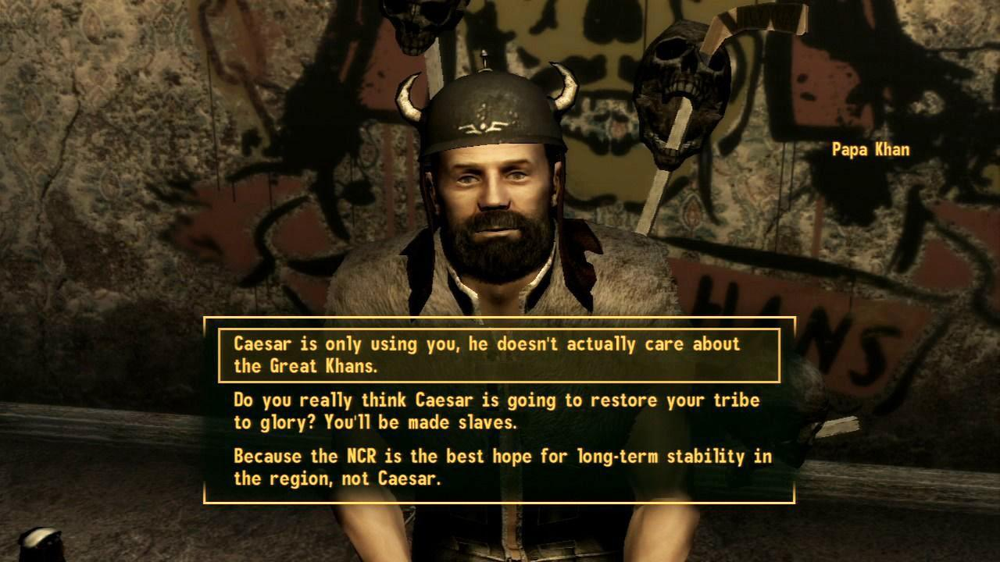 Papa Khan
Caesar is only using you, he doesn't actually care about
the Great Khans.
Do you really think Caesar is going to restore your tribe
to glory? You'll be made slaves.
Because the NCR is the best hope for long-term stability in
the region, not Caesar.
HANS